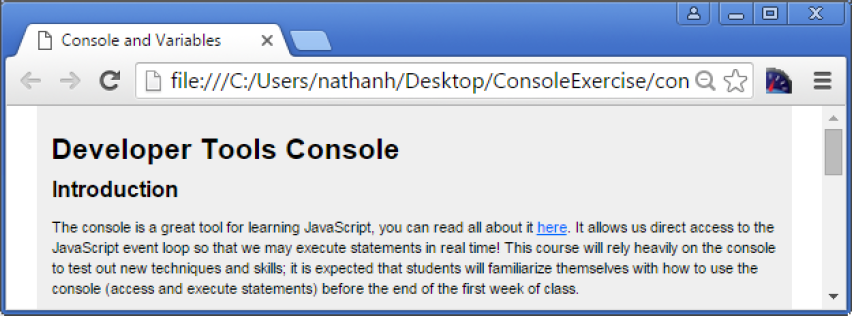 Console and Variables
file:///C:/Users/nathanh/Desktop/ConsoleExercise/con
Developer Tools Console
Introduction
The console is a great tool for learning JavaScript, you can read all about it here. It allows us direct access to the
JavaScript event loop so that we may execute statements in real time! This course will rely heavily on the console
to test out new techniques and skills; it is expected that students will familiarize themselves with how to use the
console (access and execute statements) before the end of the first week of class.